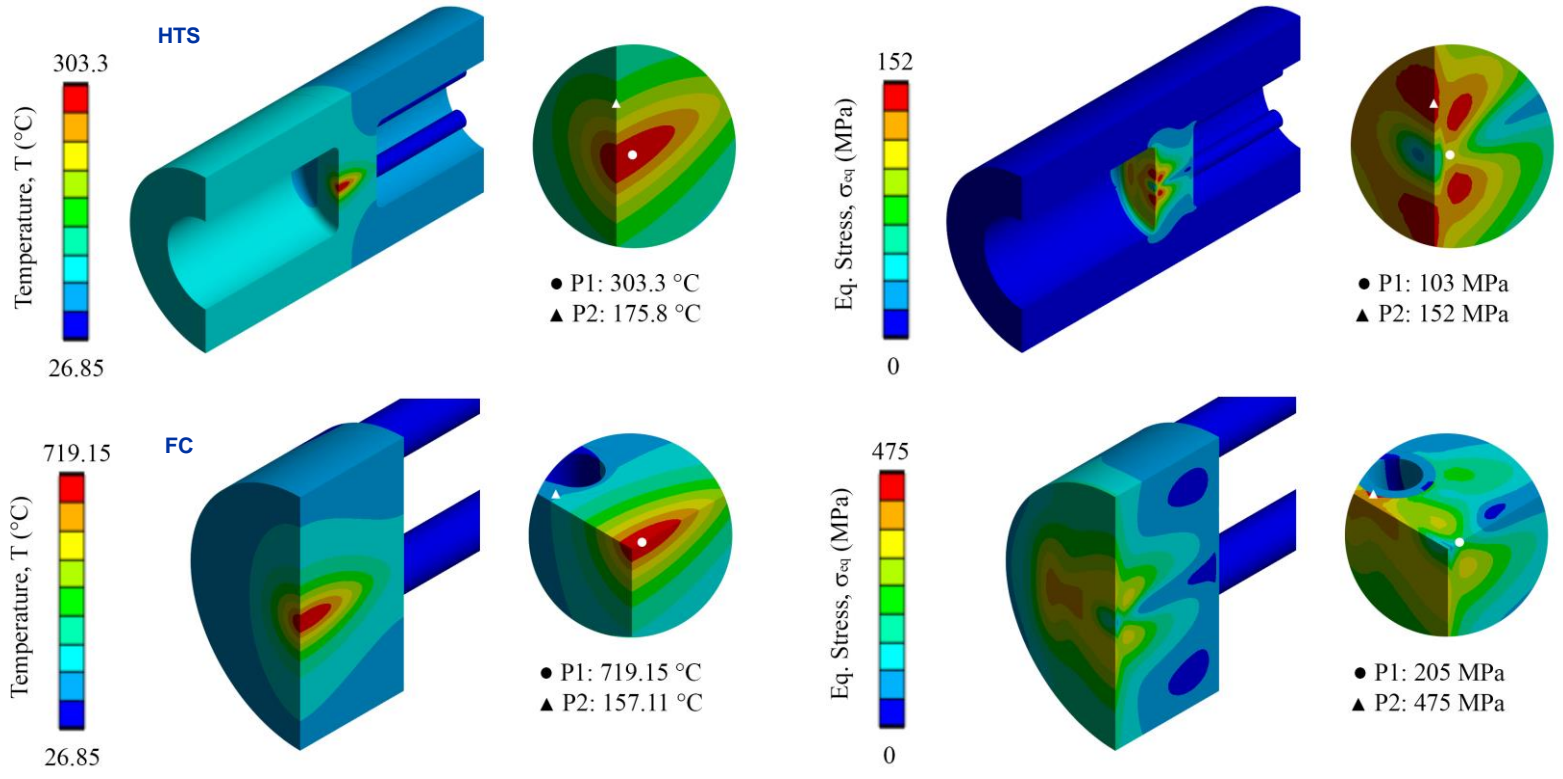 HTS
303.3
Temperature, T (°C)
26.85
● P1: 303.3 °C
▲ P2: 175.8 °C
152
Eq. Stress, σeq (MPa)
0
● P1: 103 MPa
▲ P2: 152 MPa
FC
719.15
Temperature, T (°C)
26.85
● P1: 719.15 °C
▲ P2: 157.11 °C
475
Eq. Stress, σeq (MPa)
0
● P1: 205 MPa
▲ P2: 475 MPa